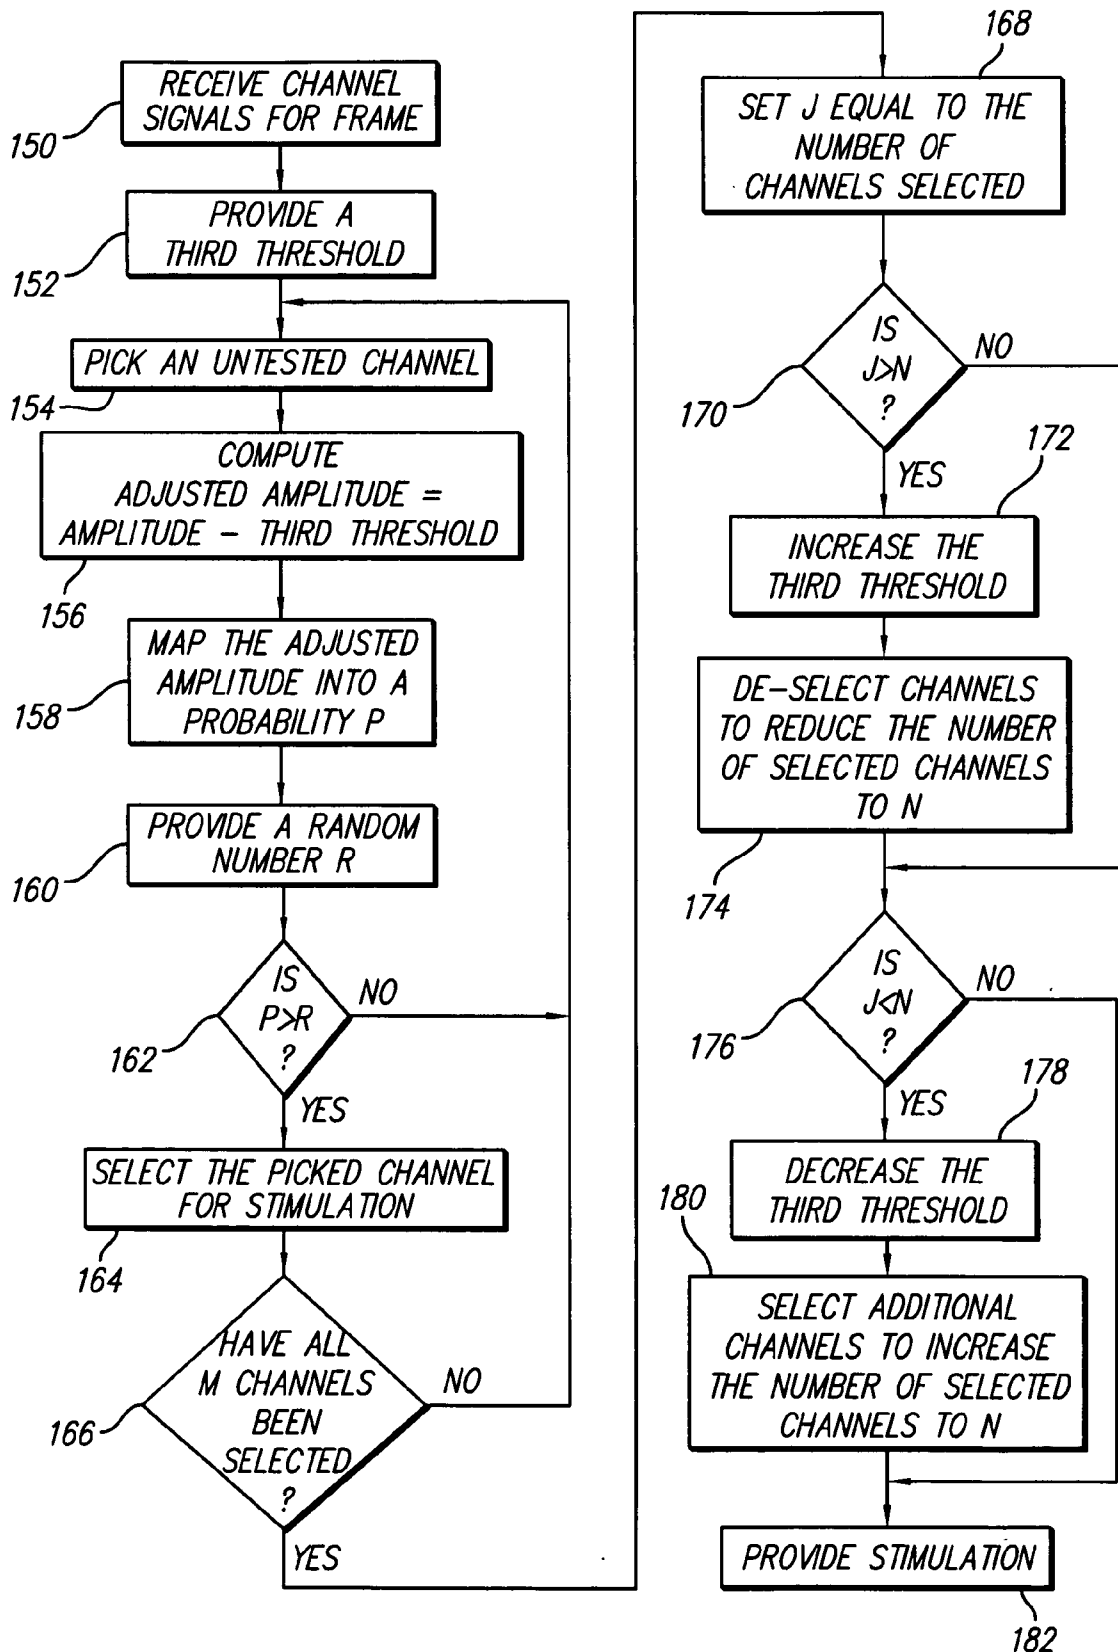 RECEIVE CHANNEL
SIGNALS FOR FRAME
150
PROVIDE A
THIRD THRESHOLD
152
PICK AN UNTESTED CHANNEL
154
COMPUTE
ADJUSTED AMPLITUDE =
AMPLITUDE - THIRD THRESHOLD
156
MAP THE ADJUSTED
AMPLITUDE INTO A
PROBABILITY P
158
PROVIDE A RANDOM
NUMBER R
160
IS
P>R
?
NO
162
YES
SELECT THE PICKED CHANNEL
FOR STIMULATION
164
HAVE ALL
M CHANNELS
BEEN
SELECTED
?
NO
166
YES
168
SET J EQUAL TO THE
NUMBER OF
CHANNELS SELECTED
IS
J>N
?
NO
170
YES
172
INCREASE THE
THIRD THRESHOLD
DE-SELECT CHANNELS
TO REDUCE THE NUMBER
OF SELECTED CHANNELS
TO N
174
IS
J<N
?
NO
176
YES
178
DECREASE THE
THIRD THRESHOLD
180
SELECT ADDITIONAL
CHANNELS TO INCREASE
THE NUMBER OF SELECTED
CHANNELS TO N
PROVIDE STIMULATION
182